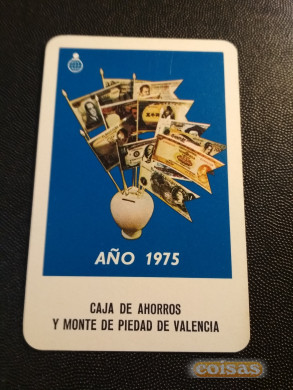 AÑO 1975
CAJA DE AHORROS
Y MONTE DE PIEDAD DE VALENCIA
coisas